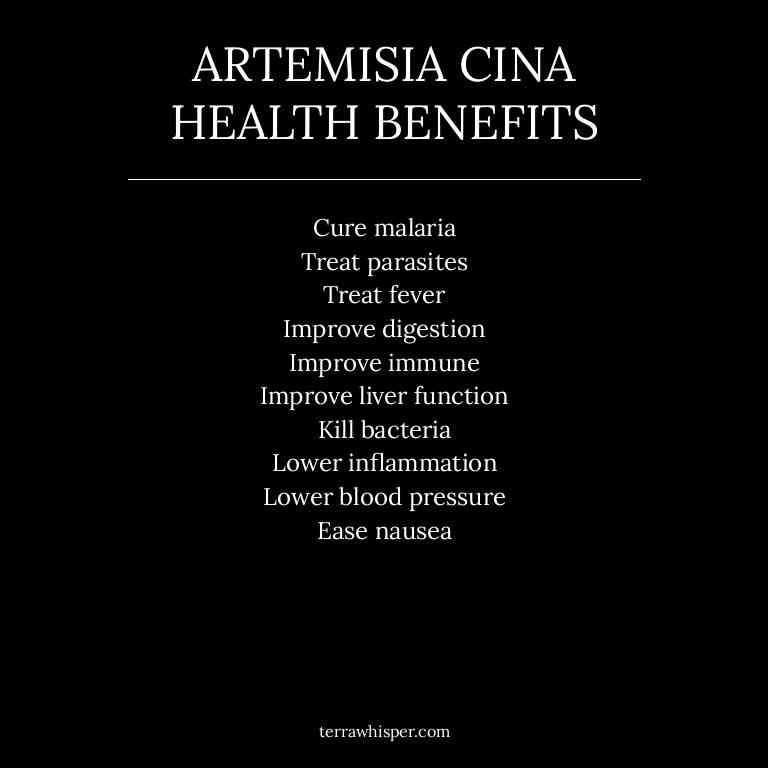 ARTEMISIA CINA
HEALTH BENEFITS
Cure malaria
Treat parasites
Treat fever
Improve digestion
Improve immune
Improve liver function
Kill bacteria
Lower inflammation
Lower blood pressure
Ease nausea
terrawhisper.com